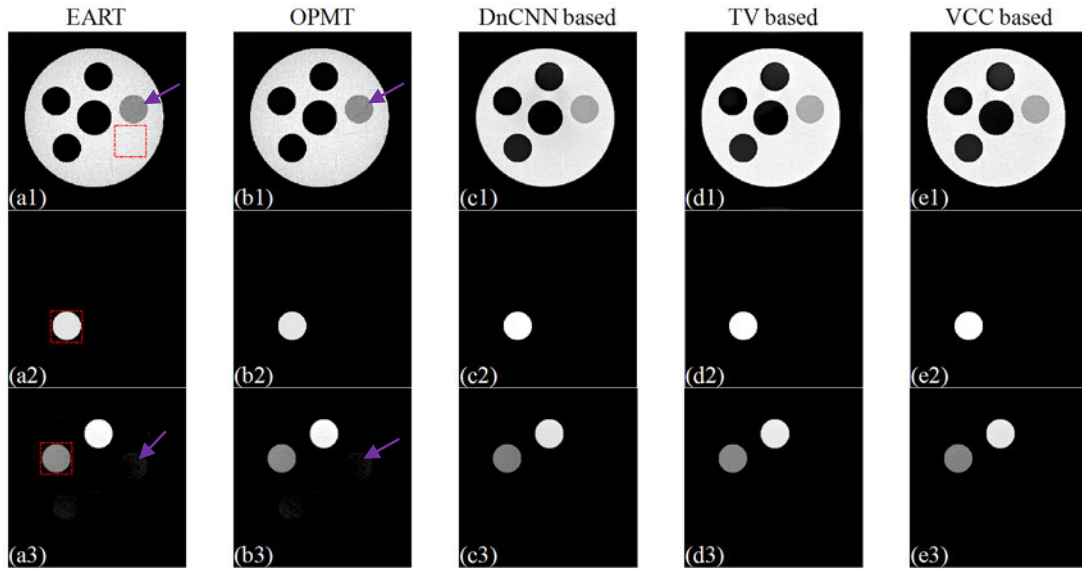 EART OPMT DnCNN based TV based VCC based
(a1) (b1) (c1) (d1) (e1)
(a2) (b2) (c2) (d2) (e2)
(a3) (b3) (c3) (d3) (e3)